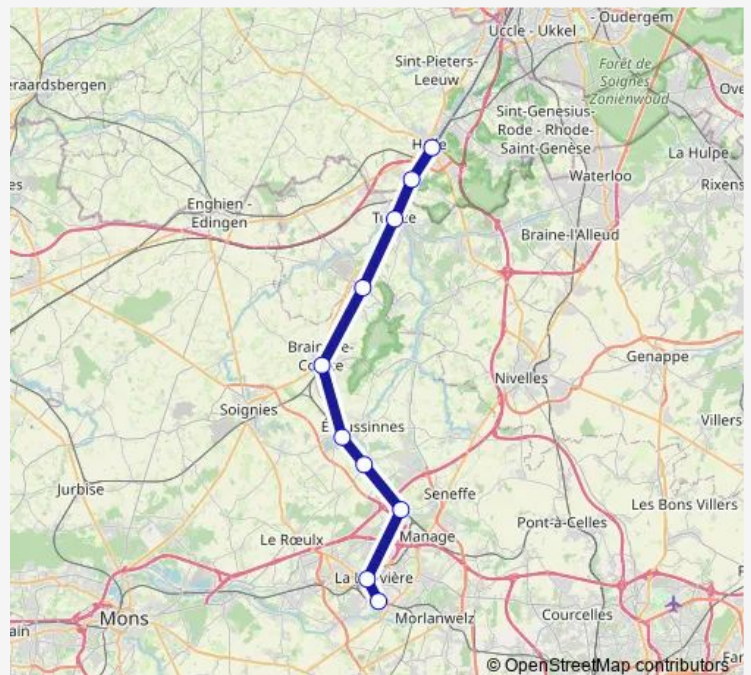 - Oudergem
Uccle - Ukkel
Sint-Pieters-
Leeuw
Forêt de
Soignes
Zoniënwoud
eraardsbergen
Ove
Sint-Genesius-
Rode - Rhode-
Saint-Genèse
La Hulpe
Waterloo
Rixens
es
Enghien -
Edingen
Braine-l'Alleud
Genappe
Nivelles
Soignies
Villers
Jurbise
Seneffe
Les Bons Villers
Pont-à-Celles
Le Rœulx
Manage
Mons
Morlanwelz
Courcelles
ain
© OpenStreetMap contributors